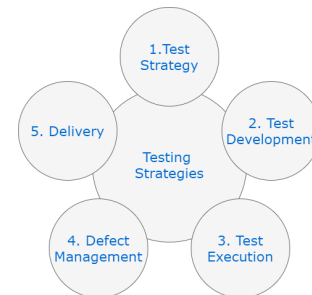 1.Test
Strategy
2. Test
Development
3. Test
Execution
4. Defect
Management
5. Delivery
Testing
Strategies